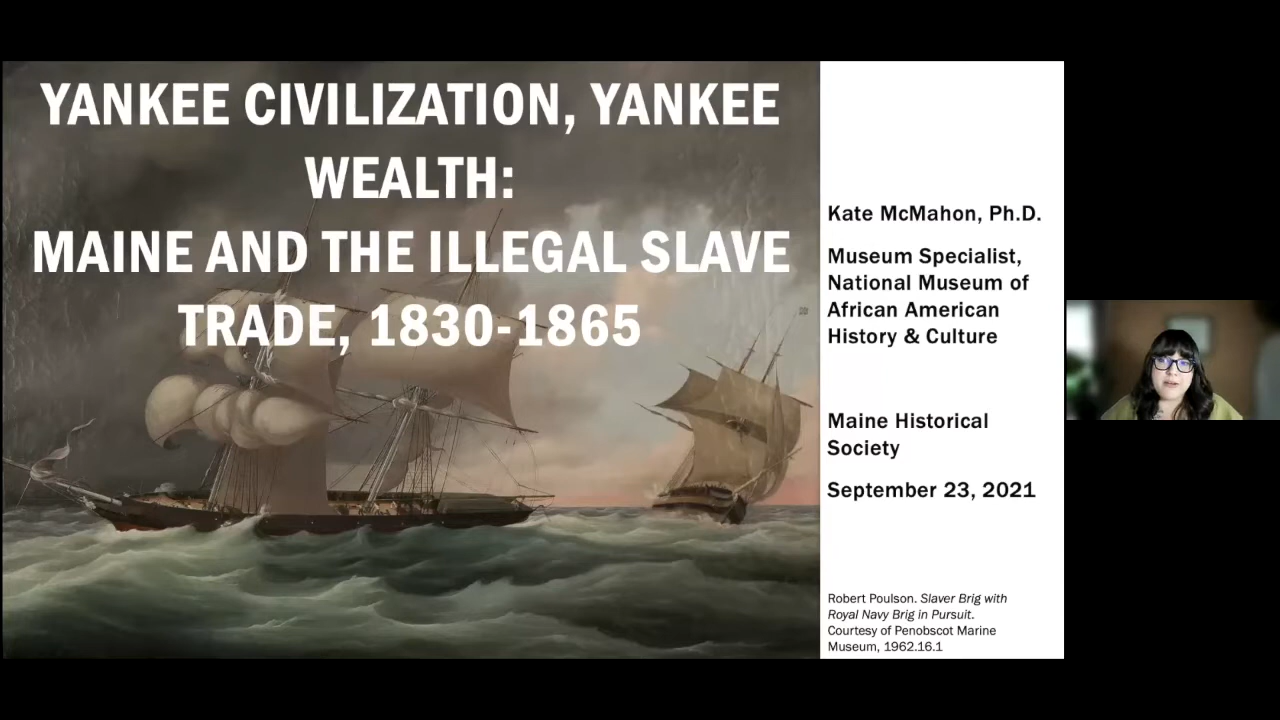 YANKEE CIVILIZATION, YANKEE
WEALTH:
MAINE AND THE ILLEGAL SLAVE
TRADE, 1830-1865
Kate McMahon, Ph.D.
Museum Specialist,
National Museum of
African American
History & Culture
Maine Historical
Society
September 23, 2021
Robert Poulson. Slaver Brig with
Royal Navy Brig in Pursuit.
Courtesy of Penobscot Marine
Museum, 1962.16.1